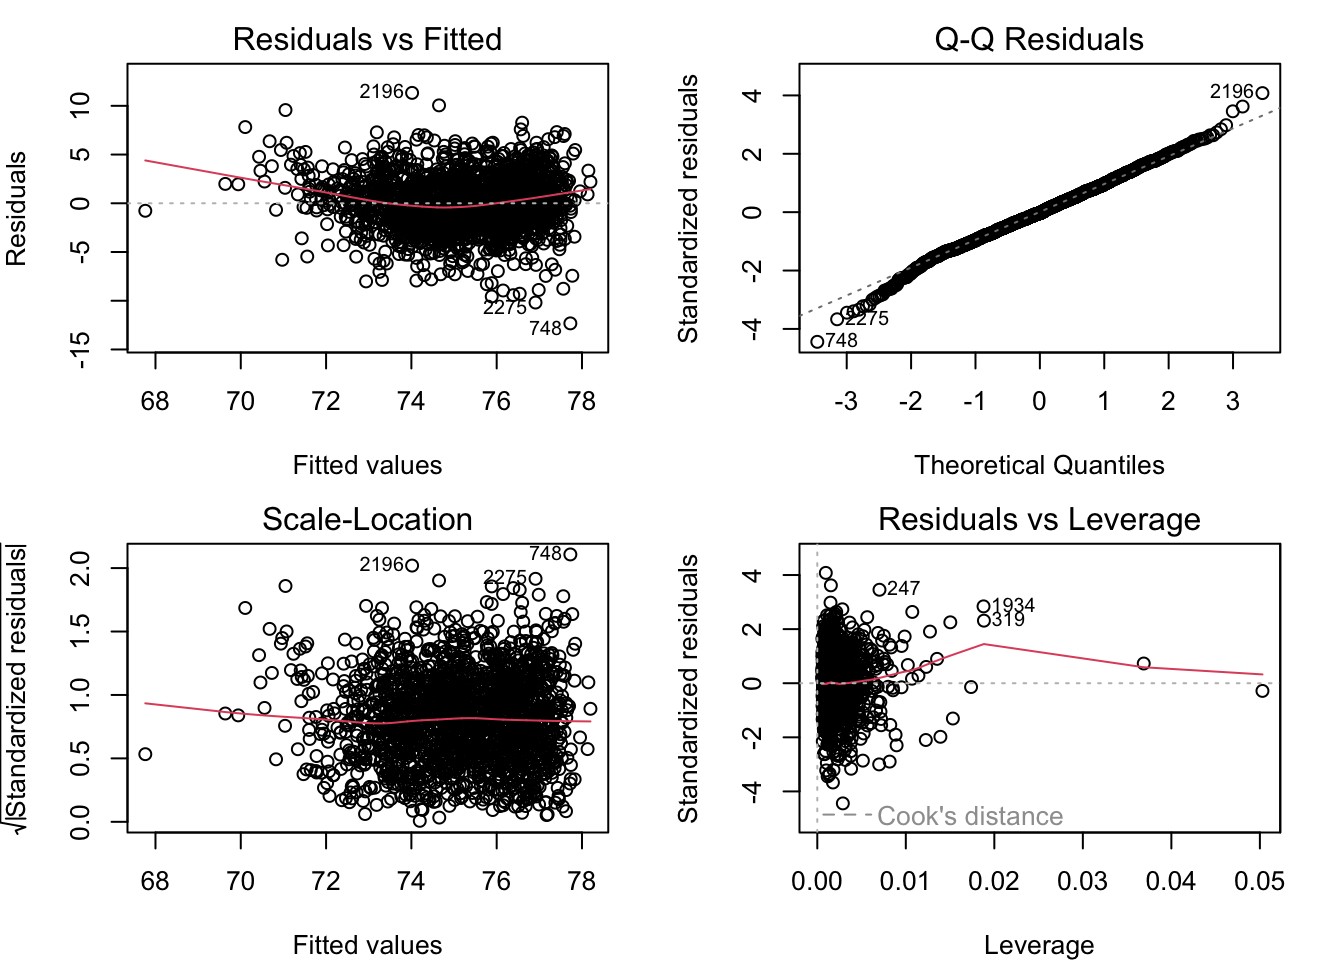 Residuals vs Fitted
Residuals
10
5
0
-5
-15
2196
2275
748
68 70 72 74 76 78
Fitted values
Q-Q Residuals
Standardized residuals
4
2
0
-2
-4
2196
2275
748
-3 -2 -1 0 1 2 3
Theoretical Quantiles
Scale-Location
√|Standardized residuals|
2.0
1.5
1.0
0.5
0.0
748
2196
2275
68 70 72 74 76 78
Fitted values
Residuals vs Leverage
Standardized residuals
4
2
0
-2
-4
247
1934
319
Cook's distance
0.00 0.01 0.02 0.03 0.04 0.05
Leverage